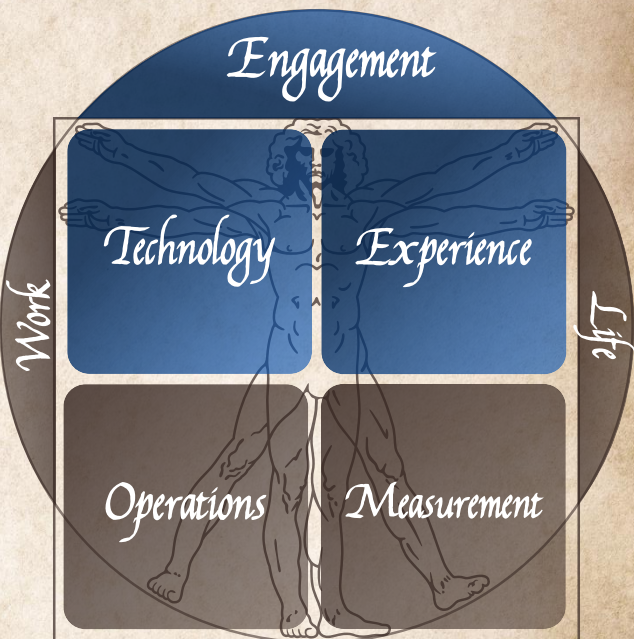 Engagement
Technology
Experience
Work
Life
Operations
Measurement